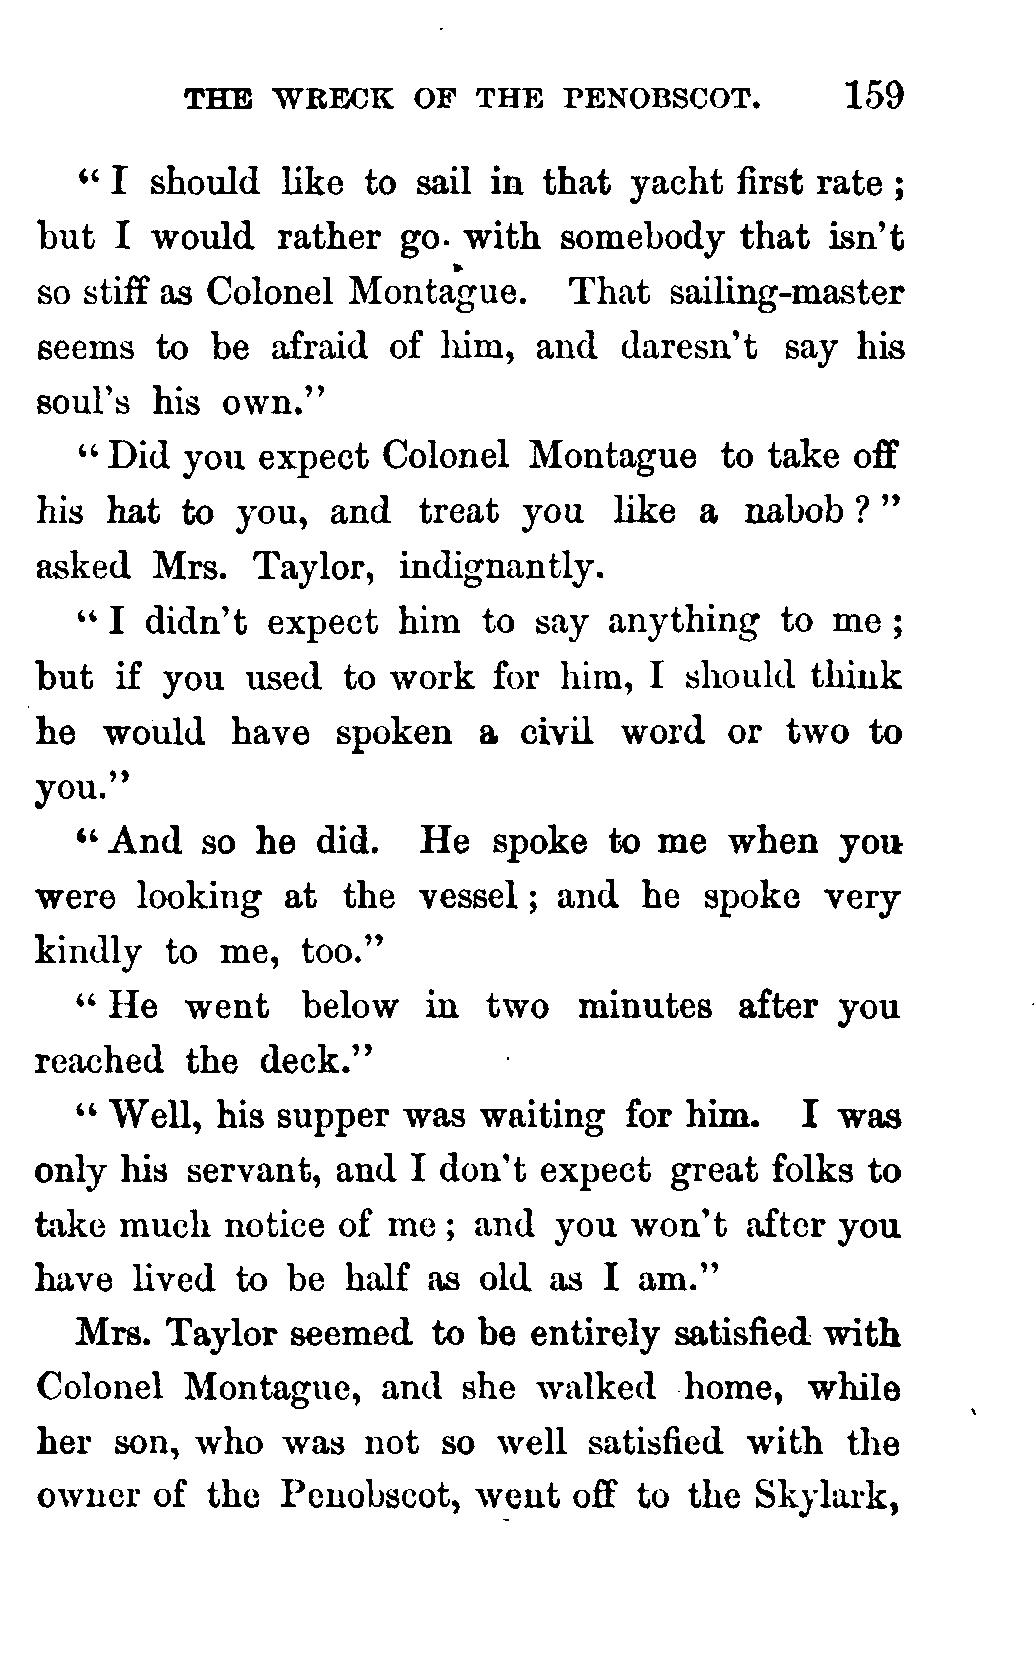 THE WRECK OF THE PENOBSCOT. 159
“ I should like to sail in that yacht first rate ;
but I would rather go with somebody that isn’t
so stiff as Colonel Montague. That sailing-master
seems to be afraid of him, and daresn’t say his
soul’s his own.”
“ Did you expect Colonel Montague to take off
his hat to you, and treat you like a nabob ? ”
asked Mrs. Taylor, indignantly.
“ I didn’t expect him to say anything to me ;
but if you used to work for him, I should think
he would have spoken a civil word or two to
you.”
“ And so he did. He spoke to me when you
were looking at the vessel ; and he spoke very
kindly to me, too.”
“ He went below in two minutes after you
reached the deck.”
“ Well, his supper was waiting for him. I was
only his servant, and I don’t expect great folks to
take much notice of me ; and you won’t after you
have lived to be half as old as I am.”
Mrs. Taylor seemed to be entirely satisfied with
Colonel Montague, and she walked home, while
her son, who was not so well satisfied with the
owner of the Penobscot, went off to the Skylark,